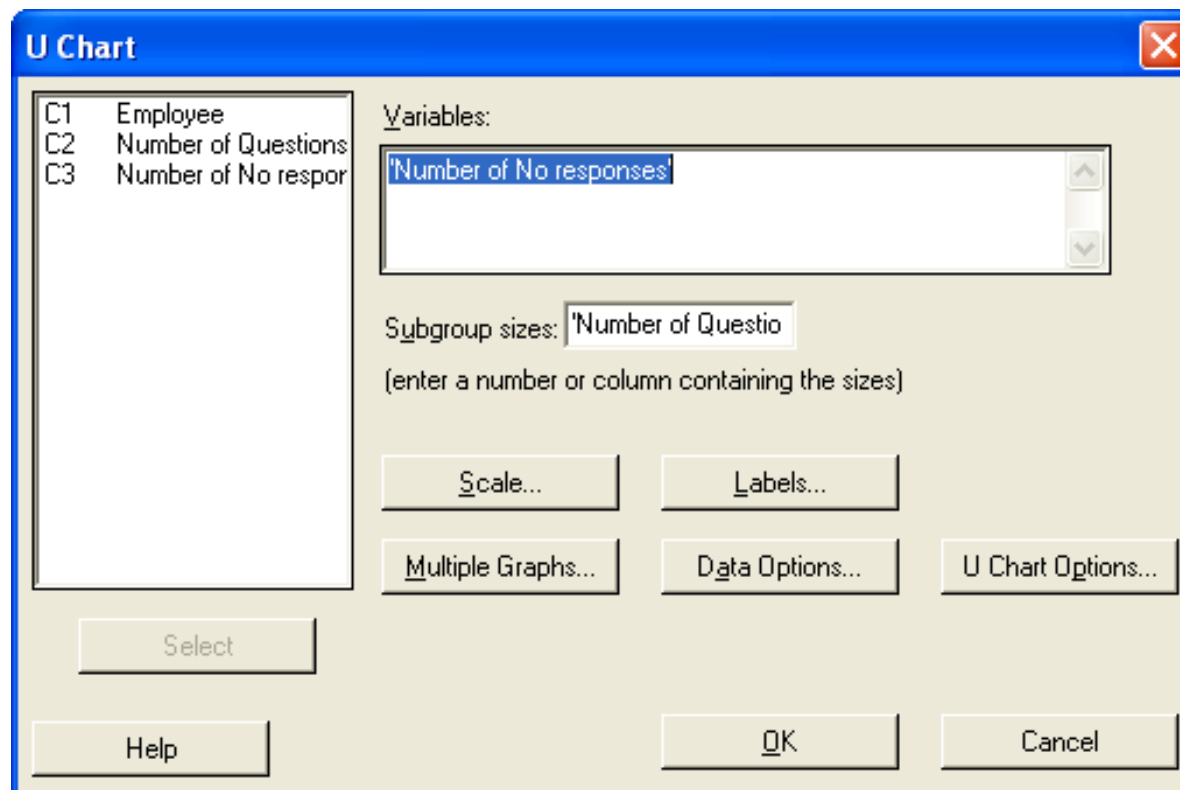 U Chart
C1 Employee
C2 Number of Questions
C3 Number of No respor
Variables:
'Number of No responses'
Subgroup sizes: 'Number of Questio
(enter a number or column containing the sizes)
Scale... Labels...
Multiple Graphs... Data Options... U Chart Options...
Select
Help OK Cancel